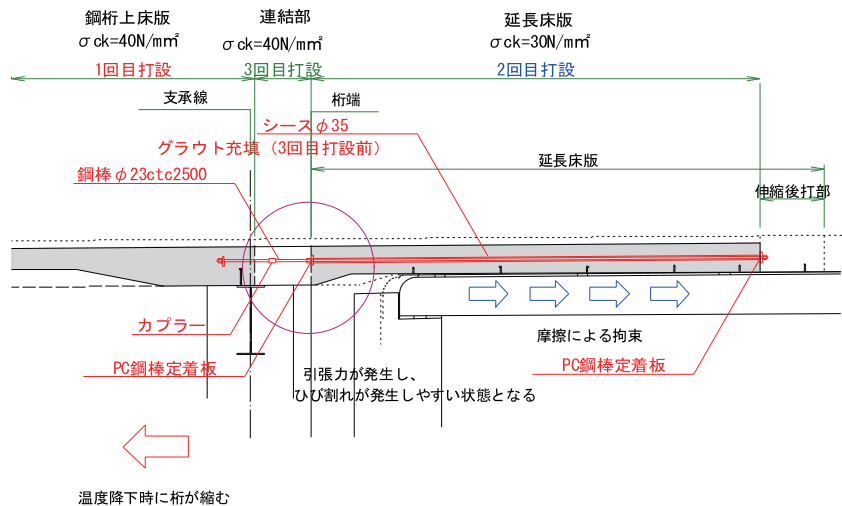 鋼桁上床版
σck=40N/mm²
1回目打設
連結部
σck=40N/mm²
3回目打設
延長床版
σck=30N/mm²
2回目打設
支承線
桁端
シースφ35
グラウト充填（3回目打設前）
鋼棒φ23ctc2500
延長床版
伸縮後打部
カプラー
PC鋼棒定着板
摩擦による拘束
PC鋼棒定着板
引張力が発生し、
ひび割れが発生しやすい状態となる
温度降下時に桁が縮む